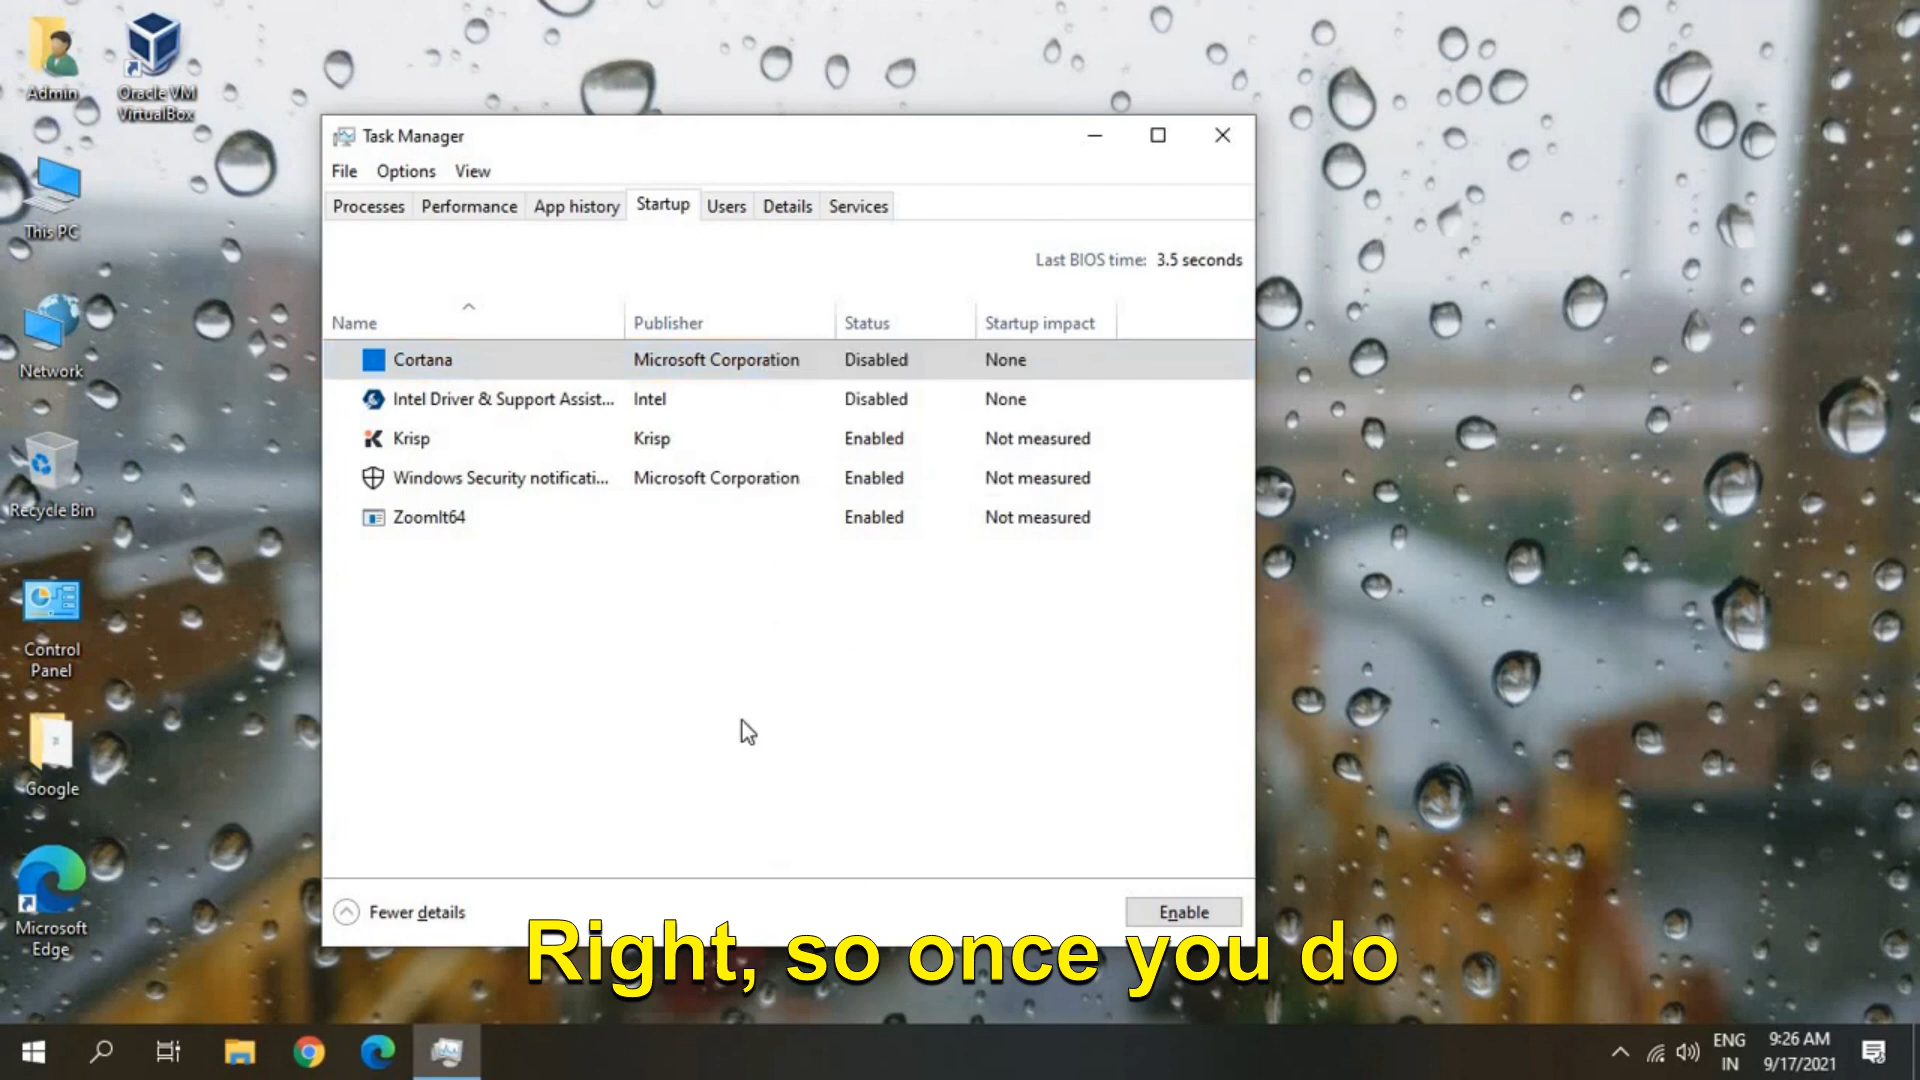 Admin
Oracle VM
VirtualBox
This PC
Network
Recycle Bin
Control
Panel
Google
Microsoft
Edge
Task Manager
File Options View
Processes Performance App history Startup Users Details Services
Last BIOS time: 3.5 seconds
Name Publisher Status Startup impact
Cortana Microsoft Corporation Disabled None
Intel Driver & Support Assist... Intel Disabled None
Krisp Krisp Enabled Not measured
Windows Security notificati... Microsoft Corporation Enabled Not measured
ZoomIt64 Enabled Not measured
Fewer details Enable
Right, so once you do
ENG 9:26 AM
IN 9/17/2021